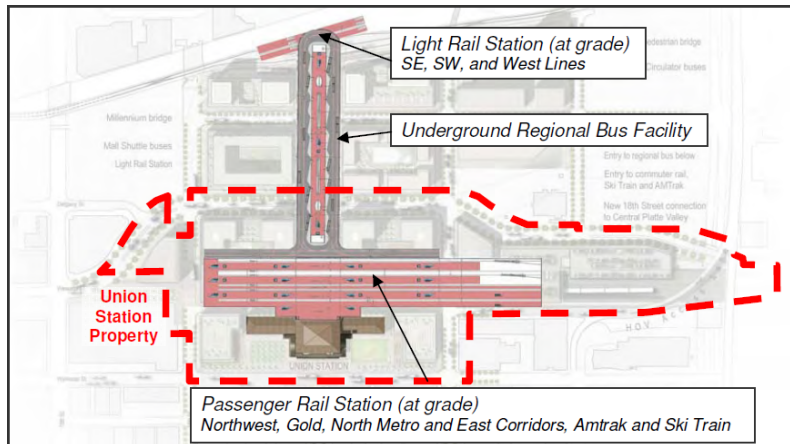 Light Rail Station (at grade)
SE, SW, and West Lines
pedestrian bridge
Circulator buses
Millennium bridge
Mall Shuttle buses
Light Rail Station
Underground Regional Bus Facility
Entry to regional bus below
Entry to commuter rail,
Ski Train and AMTrak
New 18th Street connection
to Central Platte Valley
Union
Station
Property
UNION STATION
Passenger Rail Station (at grade)
Northwest, Gold, North Metro and East Corridors, Amtrak and Ski Train